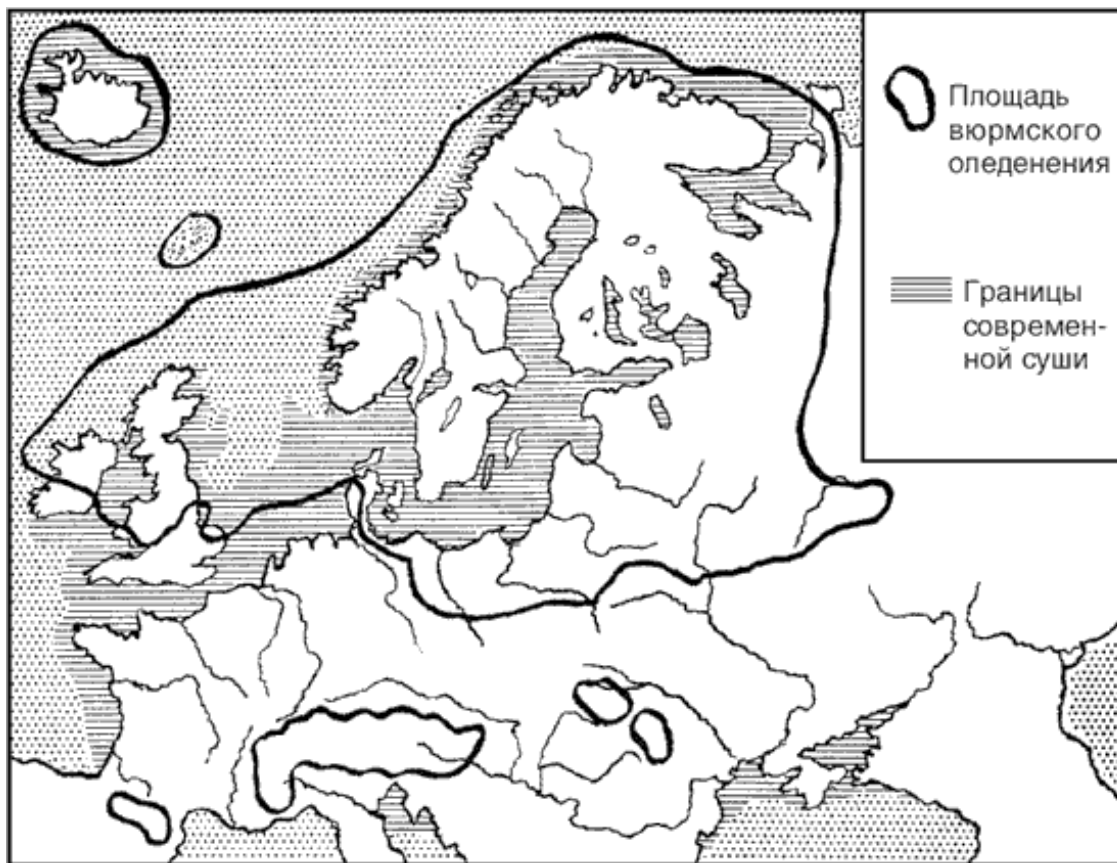 Площадь
вюрмского
оледенения
Границы
современ-
ной суши